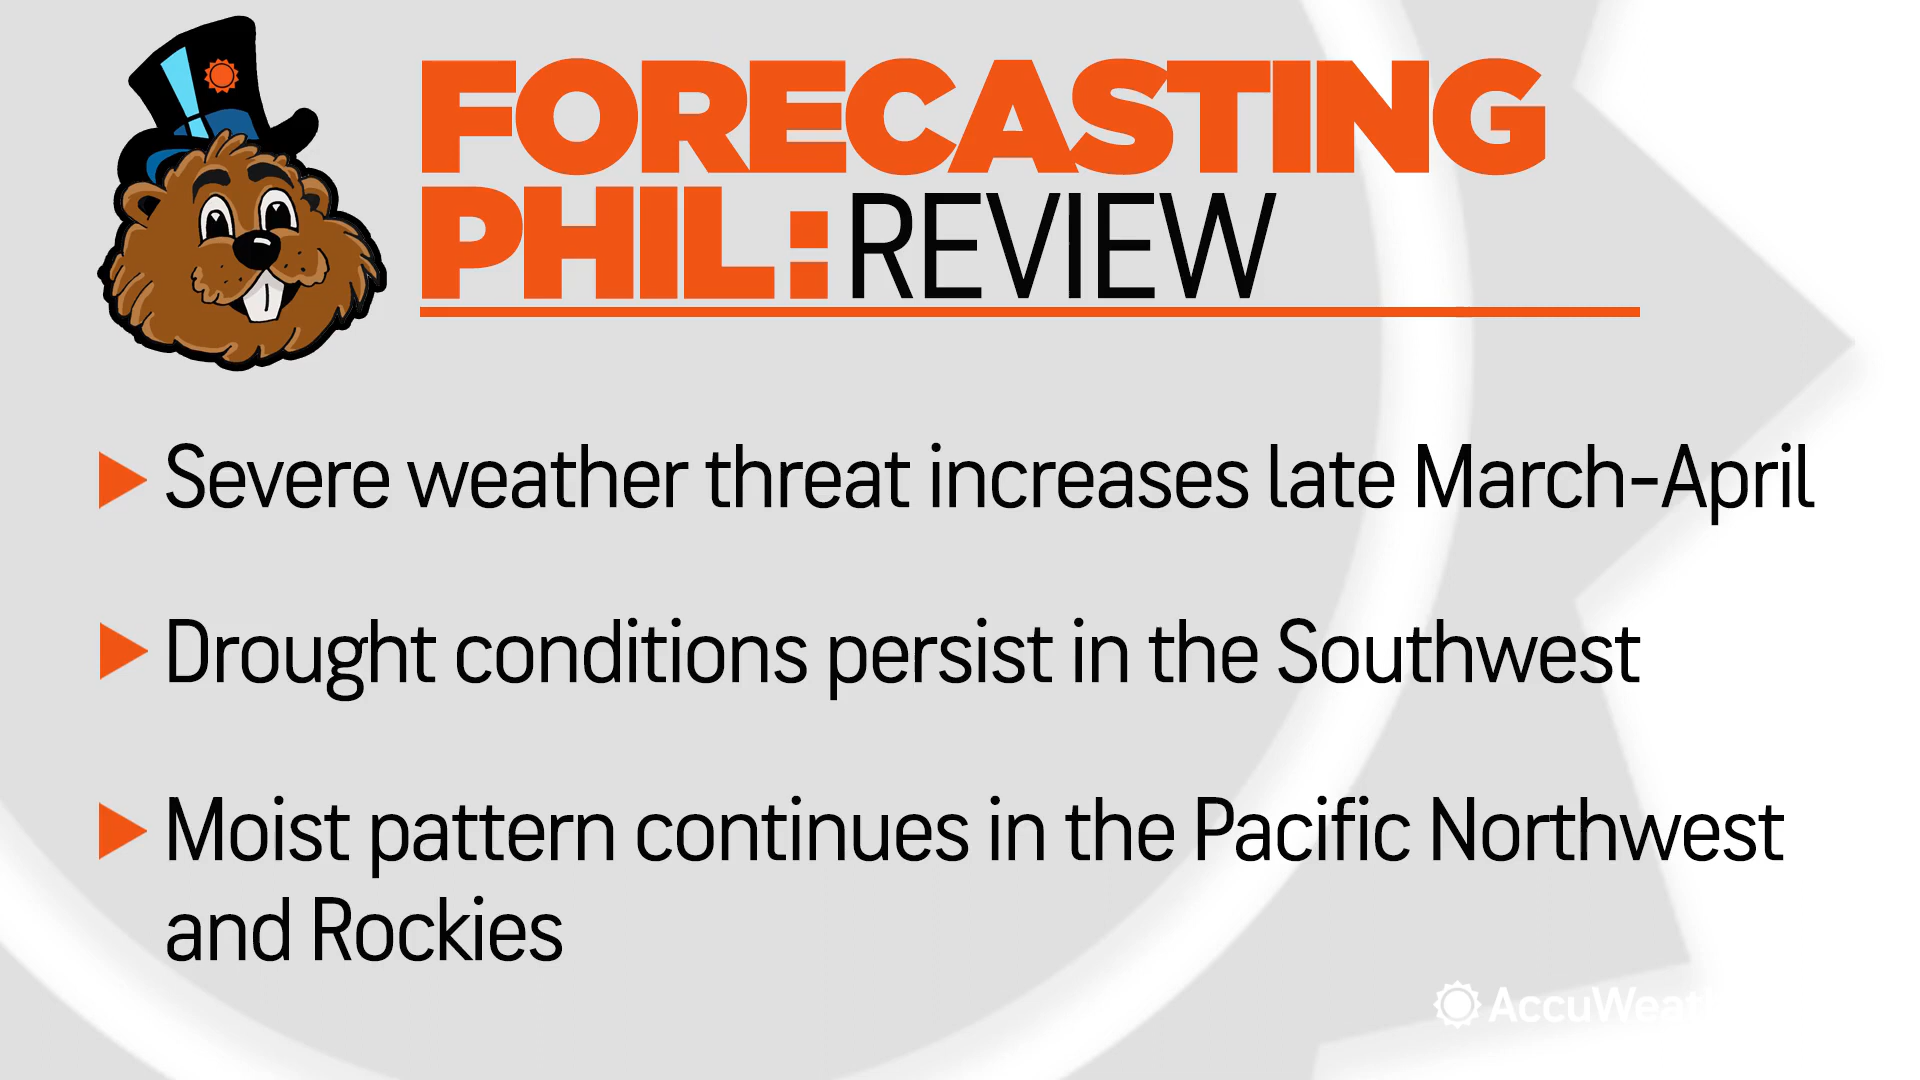 FORECASTING
PHIL: REVIEW
Severe weather threat increases late March-April
Drought conditions persist in the Southwest
Moist pattern continues in the Pacific Northwest
and Rockies